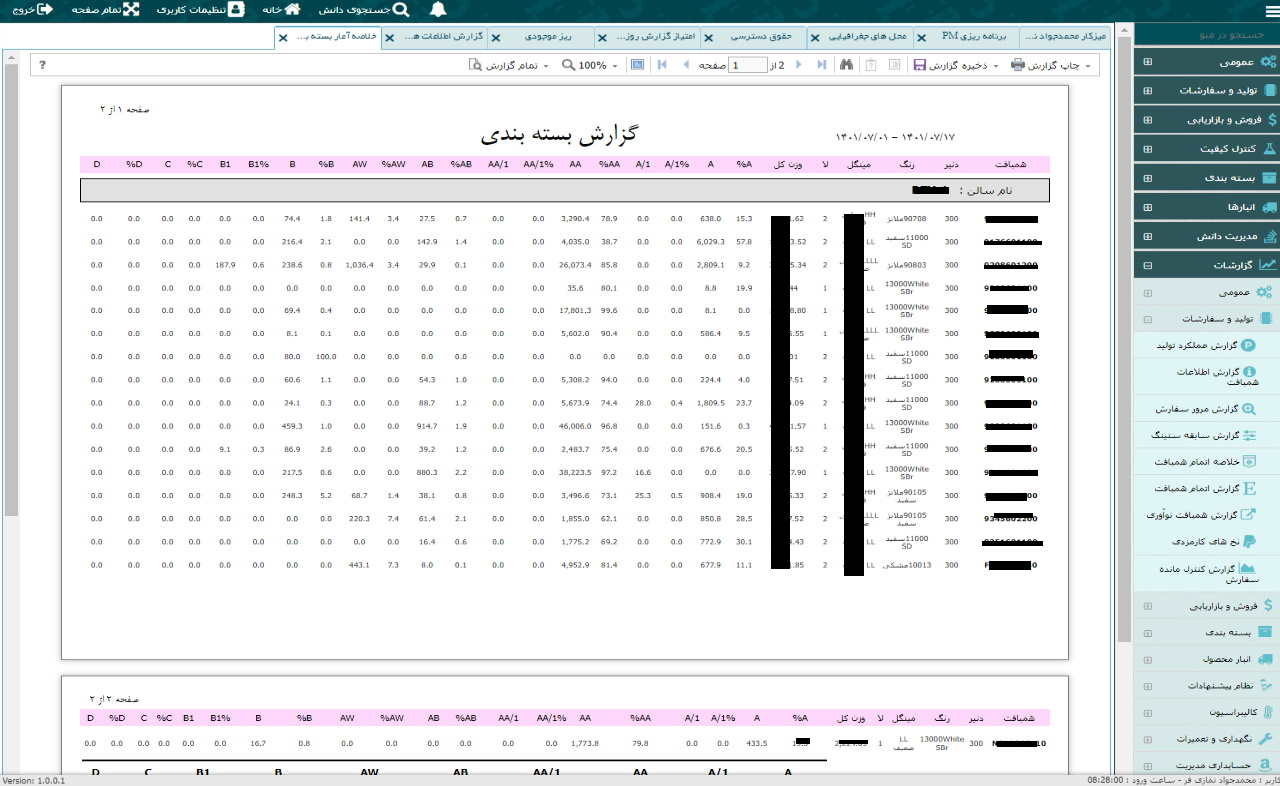 جستجوی دانش
خانه
تنظیمات کاربری
تمام صفحه
خروج
جستجو در منو
میزکار محمدجواد ن...
برنامه ریزی PM
محل های جغرافیایی
حقوق دسترسی
امتیاز گزارش روز...
ریز موجودی
گزارش اطلاعات ه...
خلاصه آمار بسته ب...
چاپ گزارش
ذخیره گزارش
صفحه 1 از 2
100%
تمام گزارش
?
عمومی
تولید و سفارشات
فروش و بازاریابی
کنترل کیفیت
بسته بندی
انبارها
مدیریت دانش
گزارشات
عمومی
تولید و سفارشات
گزارش عملکرد تولید
گزارش اطلاعات
شمبافت
گزارش مرور سفارش
گزارش سابقه ستینگ
خلاصه اتمام شمبافت
گزارش اتمام شمبافت
گزارش شمبافت نوآوری
نخ های کارمزدی
گزارش کنترل مانده
سفارش
فروش و بازاریابی
بسته بندی
انبار محصول
نظام پیشنهادات
کالیبراسیون
نگهداری و تعمیرات
حسابداری مدیریت
صفحه ۱ از ۲
گزارش بسته بندی
۱۴۰۱/۰۷/۰۱ – ۱۴۰۱/۰۷/۱۷
شمبافت دنیر رنگ مینگل لا وزن کل %A A A/1% A/1 %AA AA AA/1% AA/1 %AB AB %AW AW %B B B1% B1 %C C %D D
نام سالن :
300 90708ملانژ HH 2 .62 15.3 638.0 0.0 0.0 78.9 3,290.4 0.0 0.0 0.7 27.5 3.4 141.4 1.8 74.4 0.0 0.0 0.0 0.0 0.0 0.0
300 11000سفید SD LL 2 3.52 57.8 6,029.3 0.0 0.0 38.7 4,035.0 0.0 0.0 1.4 142.9 0.0 0.0 2.1 216.4 0.0 0.0 0.0 0.0 0.0 0.0
300 90803ملانژ LLL 2 5.34 9.2 2,809.1 0.0 0.0 85.8 26,073.4 0.0 0.0 0.1 29.9 3.4 1,036.4 0.8 238.6 0.6 187.9 0.0 0.0 0.0 0.0
300 13000White SBr LL 1 44 19.9 8.8 0.0 0.0 80.1 35.6 0.0 0.0 0.0 0.0 0.0 0.0 0.0 0.0 0.0 0.0 0.0 0.0 0.0 0.0
300 13000White SBr LL 1 8,80 0.0 8.1 0.0 0.0 99.6 17,801.3 0.0 0.0 0.0 0.0 0.0 0.0 0.4 69.4 0.0 0.0 0.0 0.0 0.0 0.0
300 13000White SBr LLL 1 .55 9.5 586.4 0.0 0.0 90.4 5,602.0 0.0 0.0 0.0 0.0 0.0 0.0 0.1 8.1 0.0 0.0 0.0 0.0 0.0 0.0
300 11000سفید SD LL 2 01 0.0 0.0 0.0 0.0 0.0 0.0 0.0 0.0 0.0 0.0 0.0 0.0 100.0 80.0 0.0 0.0 0.0 0.0 0.0 0.0
300 11000سفید SD HH 2 7.51 4.0 224.4 0.0 0.0 94.0 5,308.2 0.0 0.0 1.0 54.3 0.0 0.0 1.1 60.6 0.0 0.0 0.0 0.0 0.0 0.0
300 11000سفید SD HH 2 .09 23.7 1,809.5 0.4 28.0 74.4 5,673.9 0.0 0.0 1.2 88.7 0.0 0.0 0.3 24.1 0.0 0.0 0.0 0.0 0.0 0.0
300 13000White SBr LL 1 1.57 0.3 151.6 0.0 0.0 96.8 46,006.0 0.0 0.0 1.9 914.7 0.0 0.0 1.0 459.3 0.0 0.0 0.0 0.0 0.0 0.0
300 11000سفید SD HH 2 .52 20.5 676.6 0.0 0.0 75.4 2,483.7 0.0 0.0 1.2 39.2 0.0 0.0 2.6 86.9 0.3 9.1 0.0 0.0 0.0 0.0
300 13000White SBr LL 1 7.90 0.0 0.0 0.0 16.6 97.2 38,223.5 0.0 0.0 2.2 880.3 0.0 0.0 0.6 217.5 0.0 0.0 0.0 0.0 0.0 0.0
300 90105ملانژ سفید HH 2 .33 19.0 908.4 0.5 25.3 73.1 3,496.6 0.0 0.0 0.8 38.1 1.4 68.7 5.2 248.3 0.0 0.0 0.0 0.0 0.0 0.0
300 90105ملانژ سفید LLL 2 7.52 28.5 850.8 0.0 0.0 62.1 1,855.0 0.0 0.0 2.1 61.4 7.4 220.3 0.0 0.0 0.0 0.0 0.0 0.0 0.0 0.0
300 11000سفید SD LL 2 .43 30.1 772.9 0.0 0.0 69.2 1,775.2 0.0 0.0 0.6 16.4 0.0 0.0 0.0 0.0 0.0 0.0 0.0 0.0 0.0 0.0
300 10013مشکی LL 2 .85 11.1 677.9 0.0 0.0 81.4 4,952.9 0.0 0.0 0.1 8.0 7.3 443.1 0.0 0.0 0.0 0.0 0.0 0.0 0.0 0.0
صفحه ۲ از ۲
شمبافت دنیر رنگ مینگل لا وزن کل %A A A/1% A/1 %AA AA AA/1% AA/1 %AB AB %AW AW %B B B1% B1 %C C %D D
300 13000White SBr LL ضعیف 1 433.5 0.0 0.0 79.8 1,773.8 0.0 0.0 0.0 0.0 0.0 0.0 0.8 16.7 0.0 0.0 0.0 0.0 0.0 0.0
A A/1 AA AA/1 AB AW B B1 C D
کاربر : محمدجواد نمازی فر - ساعت ورود : 08:28:00
Version: 1.0.0.1